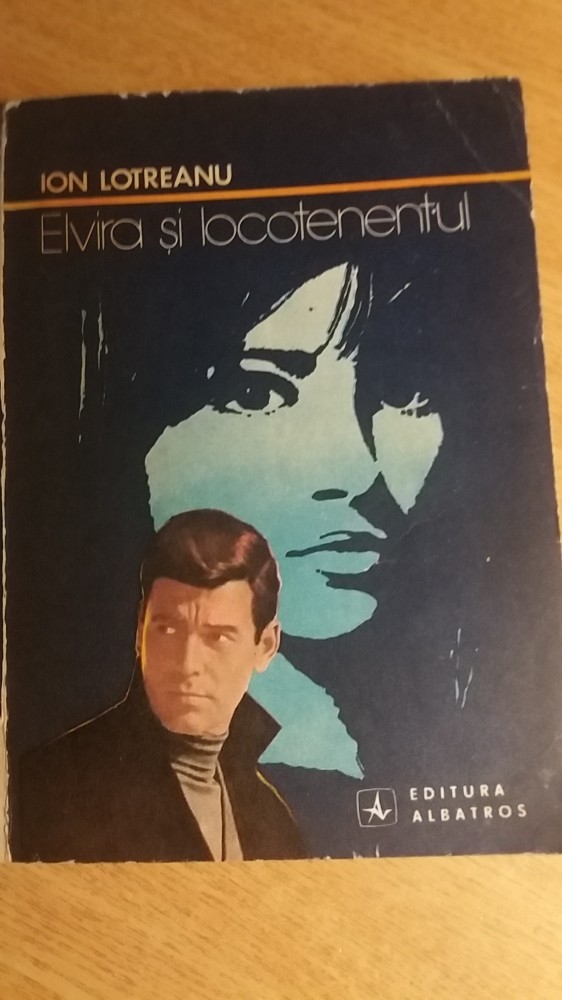 ION LOTREANU
Elvira și locotenentul
EDITURA
ALBATROS